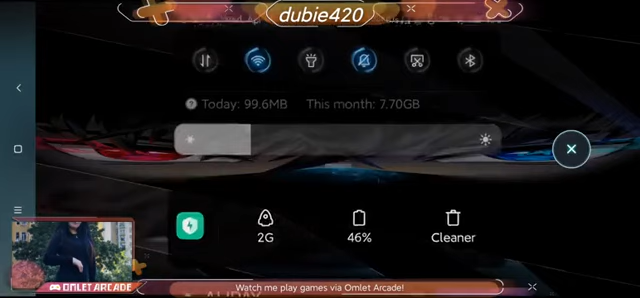 dubie420
Today: 99.6MB This month: 7.70GB
2G 46% Cleaner
OMLET ARCADE
Watch me play games via Omlet Arcade!